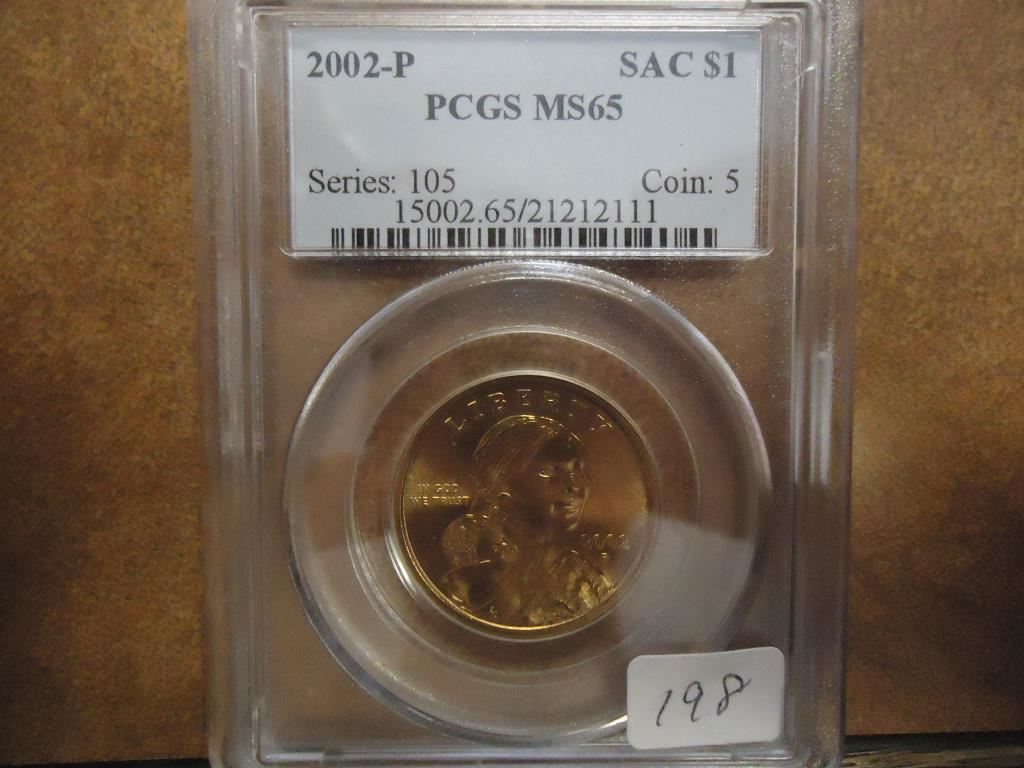 2002-P SAC $1
PCGS MS65
Series: 105 Coin: 5
15002.65/21212111
LIBERTY
IN GOD
WE TRUST
2002
P
198